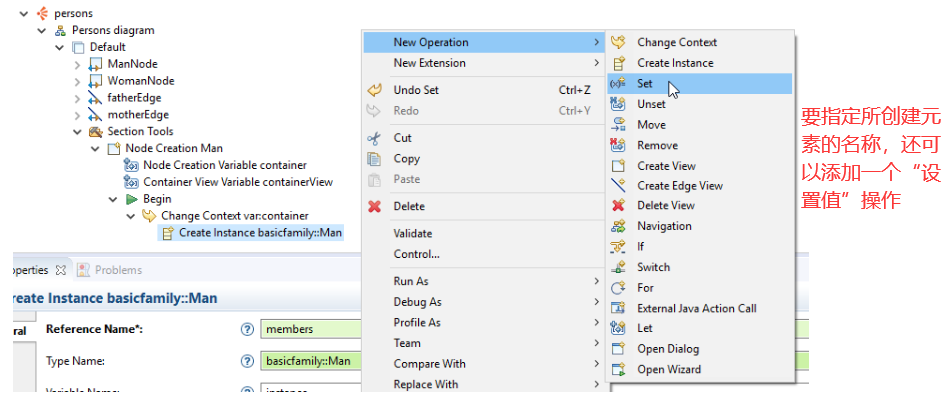 persons
Persons diagram
Default
ManNode
WomanNode
fatherEdge
motherEdge
Section Tools
Node Creation Man
Node Creation Variable container
Container View Variable containerView
Begin
Change Context var:container
Create Instance basicfamily::Man
New Operation
New Extension
Undo Set Ctrl+Z
Redo Ctrl+Y
Cut
Copy
Paste
Delete
Validate
Control...
Run As
Debug As
Profile As
Team
Compare With
Replace With
Change Context
Create Instance
Set
Unset
Move
Remove
Create View
Create Edge View
Delete View
Navigation
If
Switch
For
External Java Action Call
Let
Open Dialog
Open Wizard
要指定所创建元
素的名称，还可
以添加一个“设
置值”操作
operties Problems
reate Instance basicfamily::Man
ral
Reference Name*: members
Type Name: basicfamily::Man
Variable Name: instance